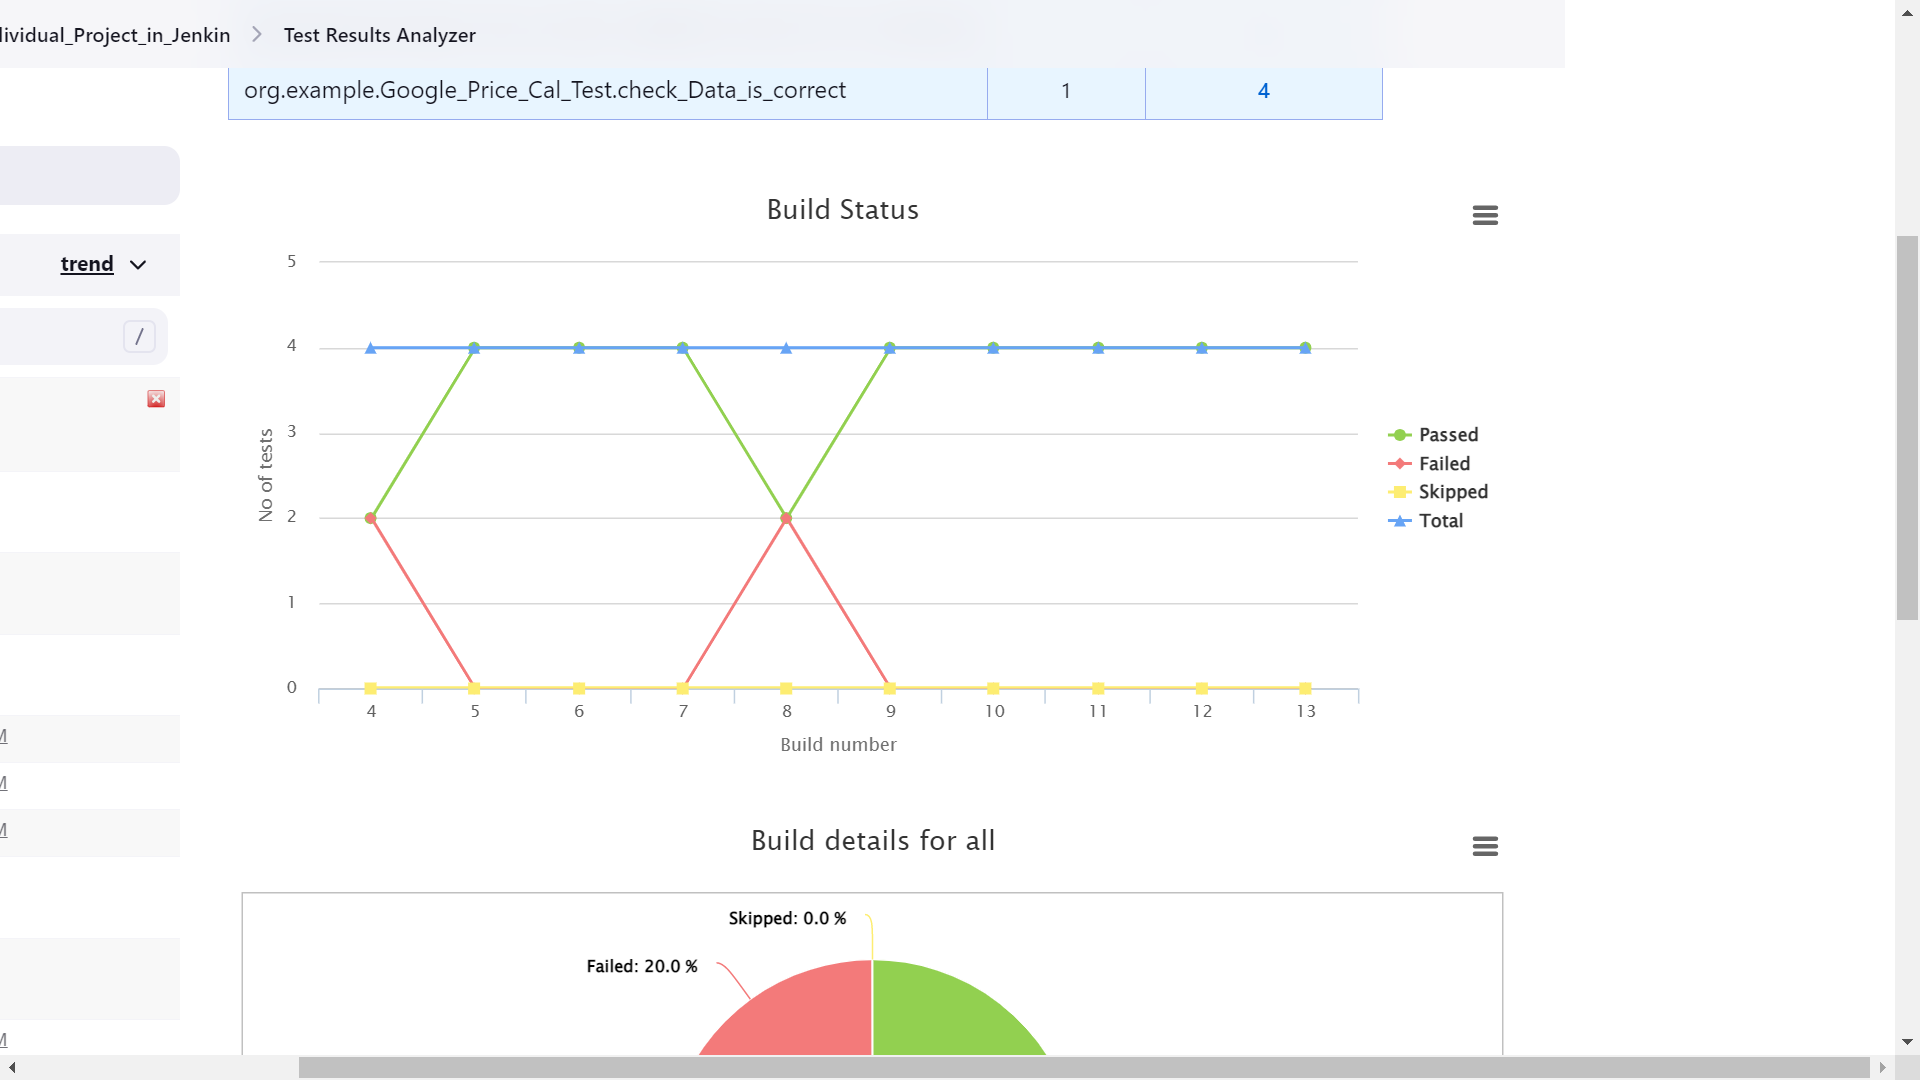 dividual_Project_in_Jenkin > Test Results Analyzer
org.example.Google_Price_Cal_Test.check_Data_is_correct 1 4
trend
/
Build Status
5
4
3
2
1
0
No of tests
4 5 6 7 8 9 10 11 12 13
Build number
Passed
Failed
Skipped
Total
M
M
M
Build details for all
Skipped: 0.0 %
Failed: 20.0 %
M